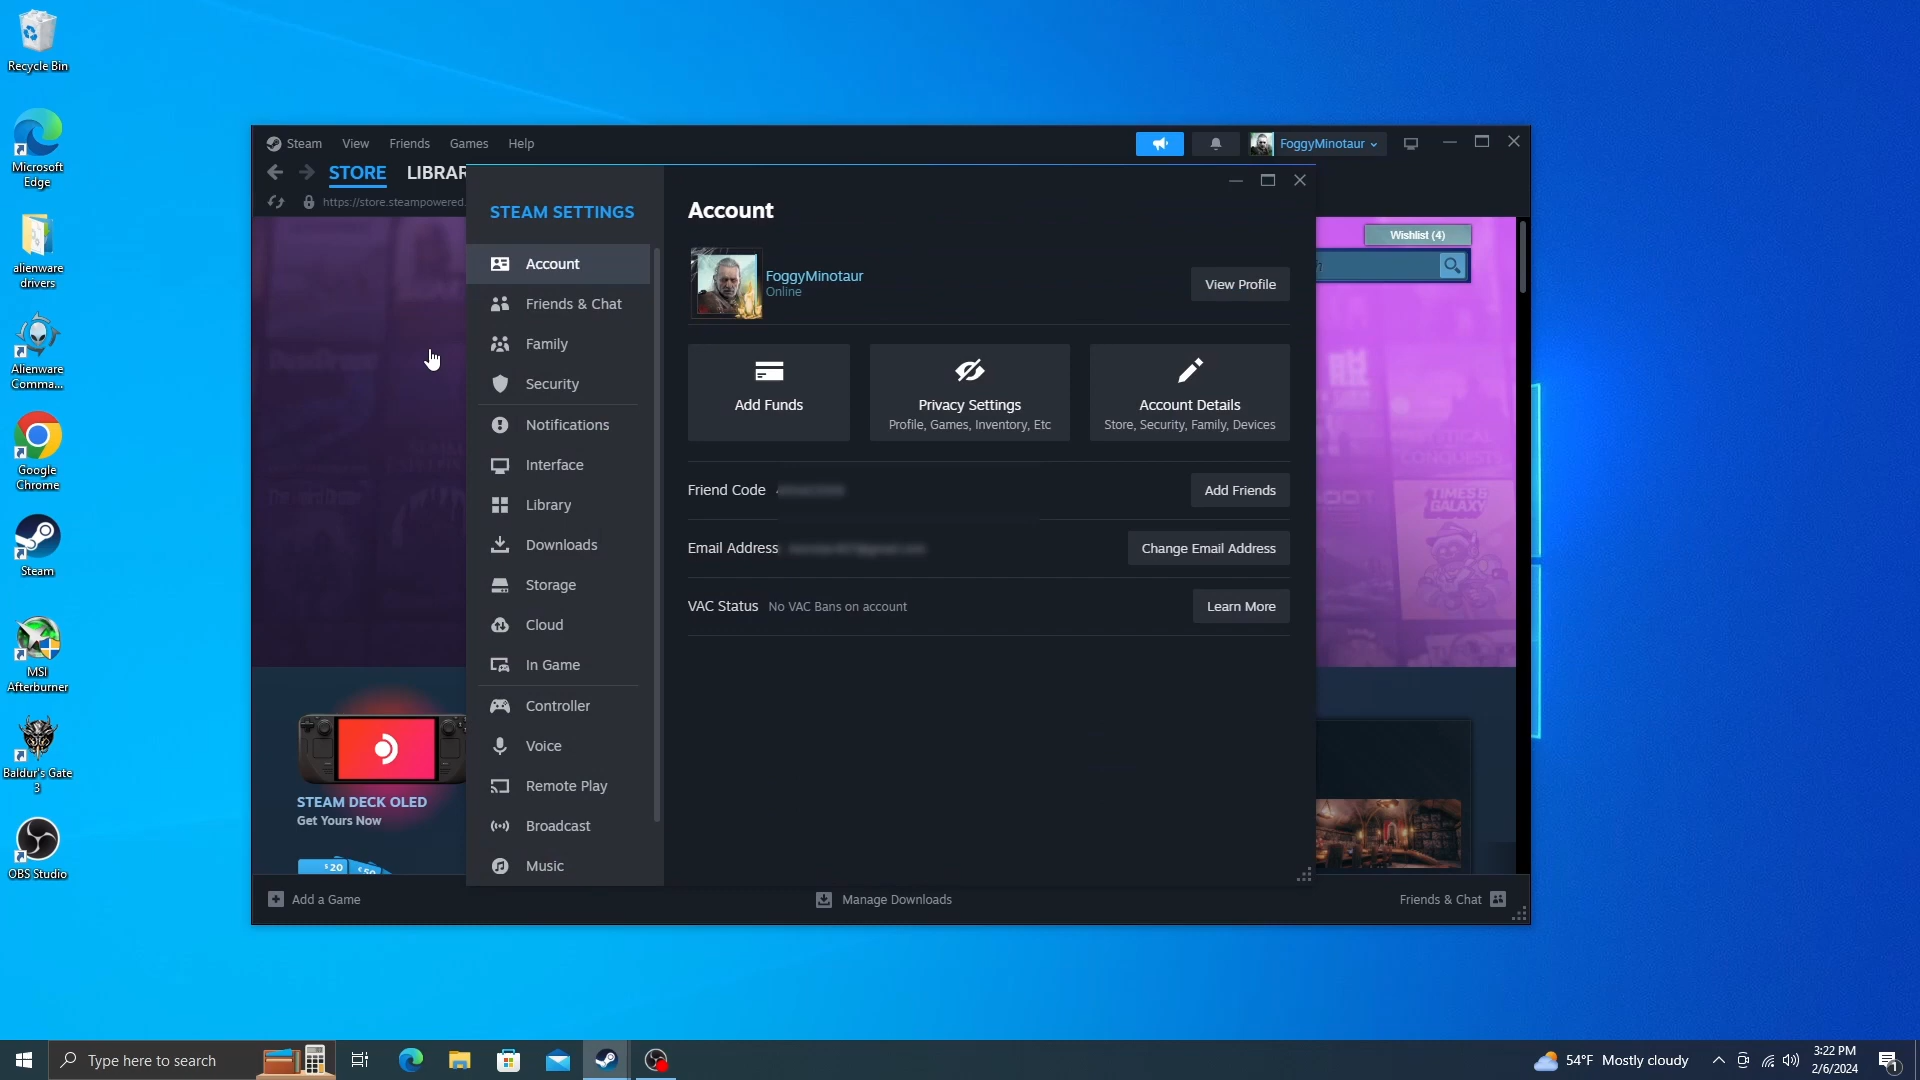 Recycle Bin
Microsoft
Edge
alienware
drivers
Alienware
Comma...
Google
Chrome
Steam
MSI
Afterburner
Baldur's Gate
3
OBS Studio
Steam View Friends Games Help
FoggyMinotaur
STORE LIBRAR
https://store.steampowered.
Wishlist (4)
STEAM SETTINGS
Account
Friends & Chat
Family
Security
Notifications
Interface
Library
Downloads
Storage
Cloud
In Game
Controller
Voice
Remote Play
Broadcast
Music
Account
FoggyMinotaur
Online
View Profile
Add Funds
Privacy Settings
Profile, Games, Inventory, Etc
Account Details
Store, Security, Family, Devices
Friend Code
Add Friends
Email Address
Change Email Address
VAC Status No VAC Bans on account
Learn More
TIMES &
GALAXY
STEAM DECK OLED
Get Yours Now
$20
Add a Game
Manage Downloads
Friends & Chat
Type here to search
54°F Mostly cloudy
3:22 PM
2/6/2024
1